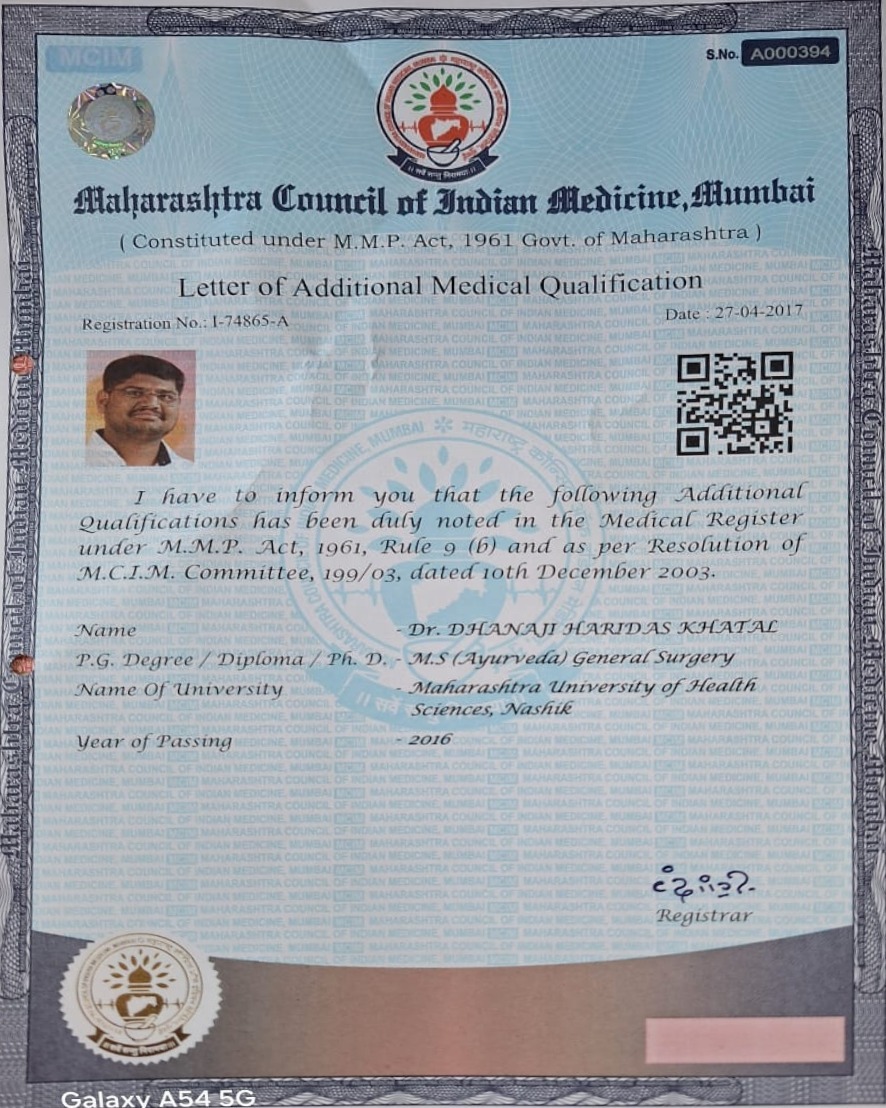 MCIM
S.No. A000394
Maharashtra Council of Indian Medicine,Mumbai
( Constituted under M.M.P. Act, 1961 Govt. of Maharashtra )
Letter of Additional Medical Qualification
Registration No.: I-74865-A
Date : 27-04-2017
I have to inform you that the following Additional
Qualifications has been duly noted in the Medical Register
under M.M.P. Act, 1961, Rule 9 (b) and as per Resolution of
M.C.I.M. Committee, 199/03, dated 10th December 2003.
Name - Dr. DHANAJI HARIDAS KHATAL
P.G. Degree / Diploma / Ph. D. - M.S (Ayurveda) General Surgery
Name Of University - Maharashtra University of Health
Sciences, Nashik
Year of Passing - 2016
Registrar
Galaxy A54 5G